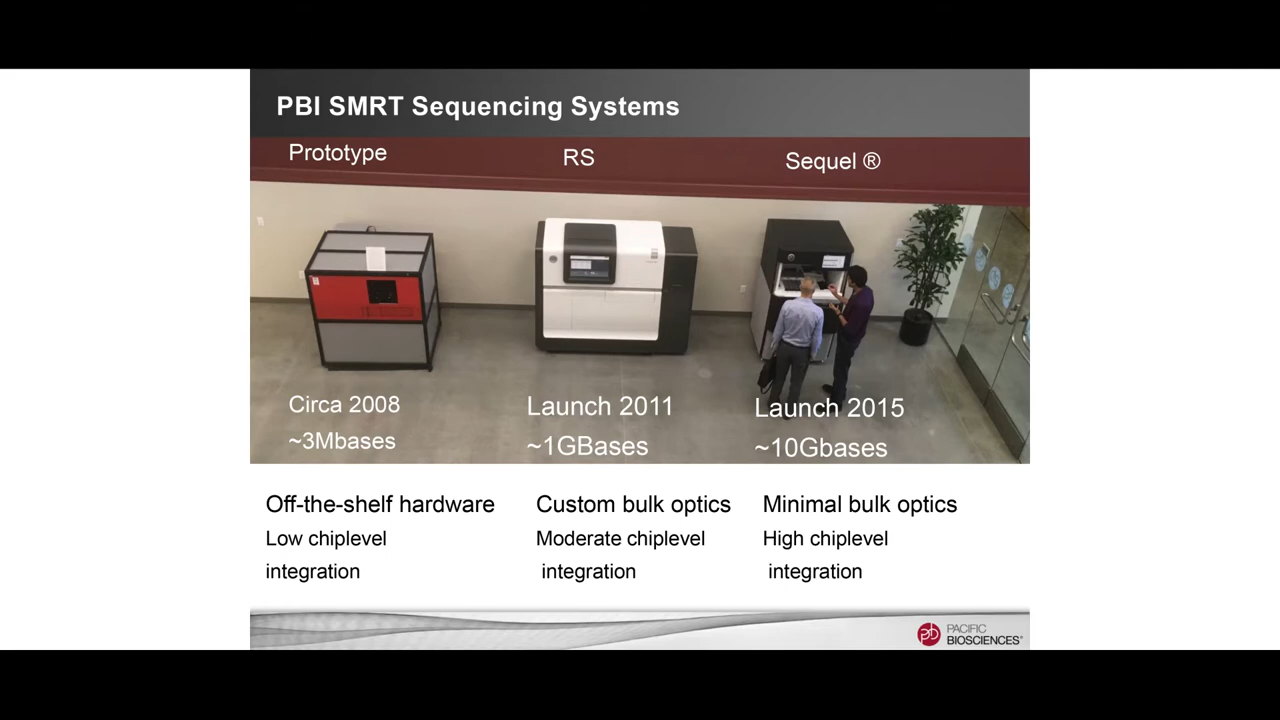 PBI SMRT Sequencing Systems
Prototype
RS
Sequel ®
Circa 2008
~3Mbases
Launch 2011
~1GBases
Launch 2015
~10Gbases
Off-the-shelf hardware
Low chiplevel
integration
Custom bulk optics
Moderate chiplevel
integration
Minimal bulk optics
High chiplevel
integration
PACIFIC
BIOSCIENCES®